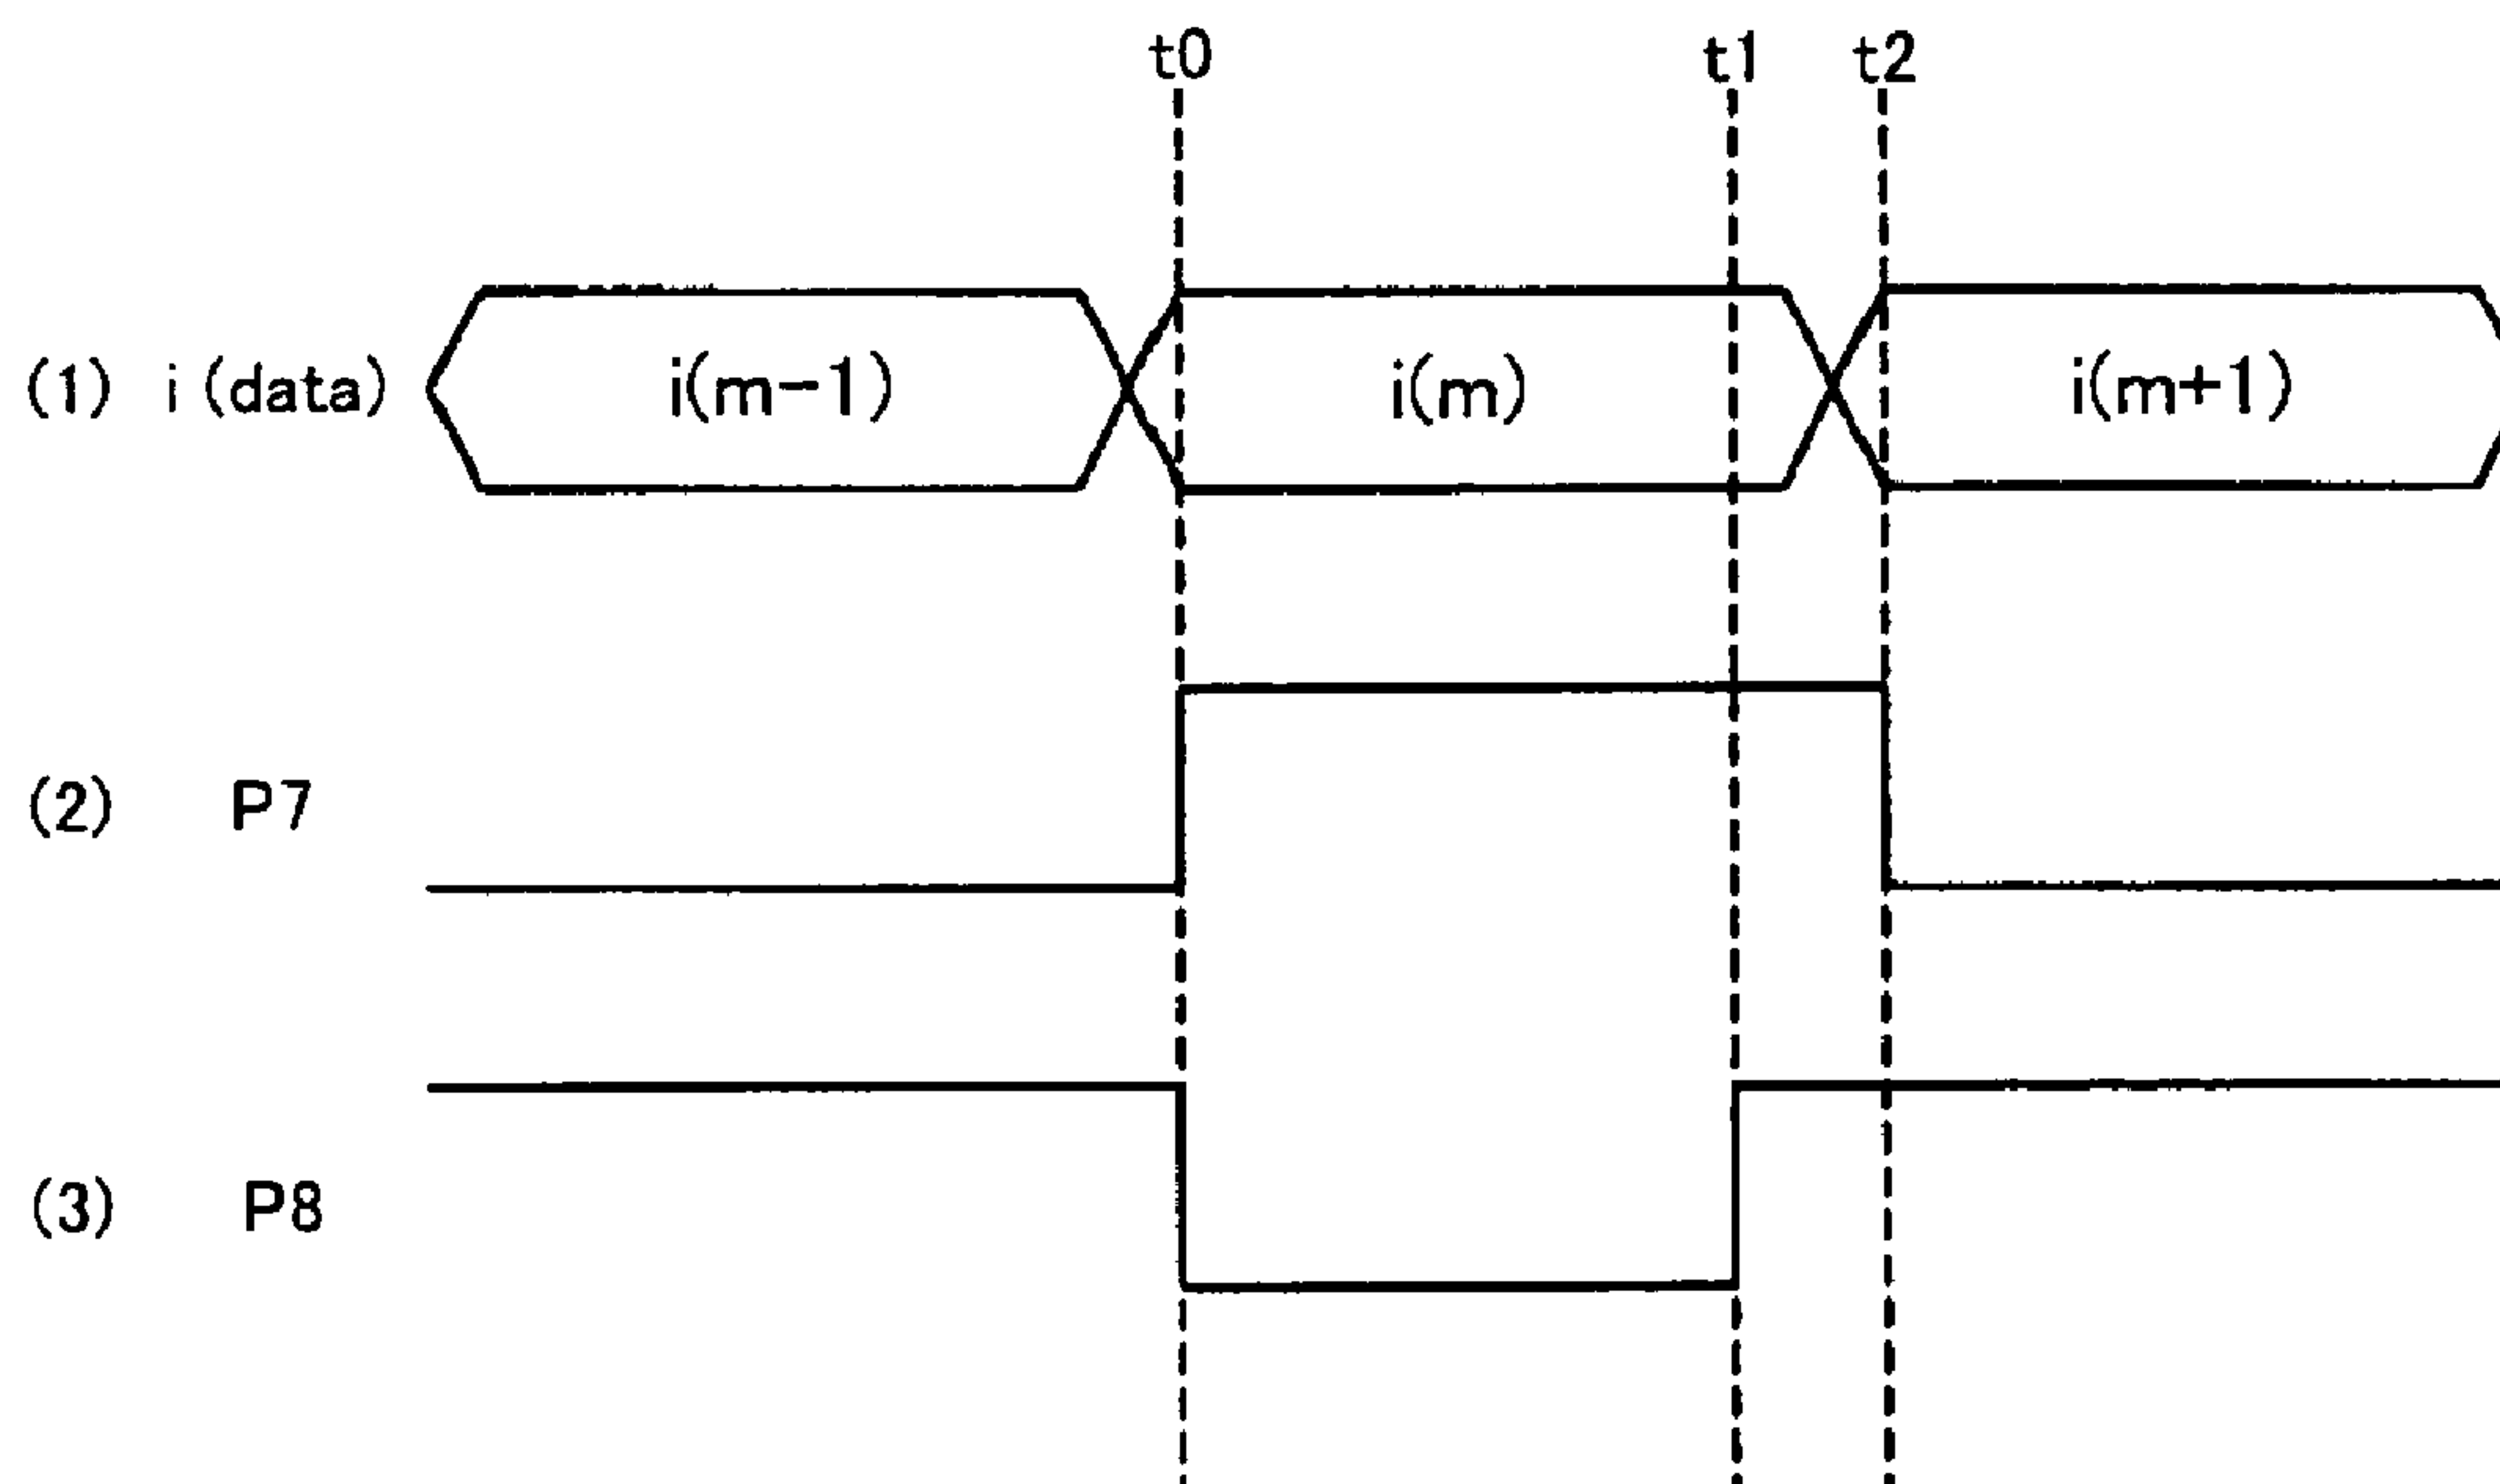 t0 t1 t2
(1) i(data) i(m-1) i(m) i(m+1)
(2) P7
(3) P8